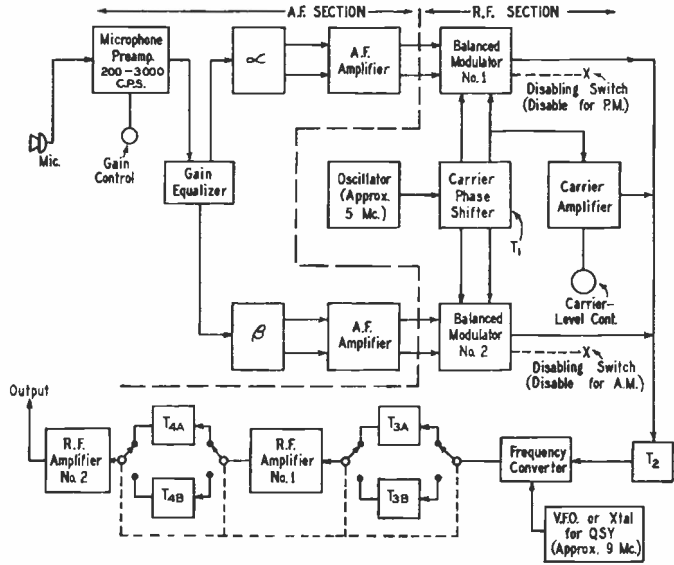 A.F. SECTION
R.F. SECTION
Microphone
Preamp.
200-3000
C.P.S.
∝
A.F.
Amplifier
Balanced
Modulator
No. 1
X
Disabling Switch
(Disable for P.M.)
Mic.
Gain
Control
Gain
Equalizer
Oscillator
(Approx.
5 Mc.)
Carrier
Phase
Shifter
T1
Carrier
Amplifier
Carrier-
Level Cont.
β
A.F.
Amplifier
Balanced
Modulator
No. 2
X
Disabling Switch
(Disable for A.M.)
Output
R.F.
Amplifier
No. 2
T4A
T4B
R.F.
Amplifier
No. 1
T3A
T3B
Frequency
Converter
T2
V.F.O. or Xtal
for
QSY
(Approx. 9 Mc.)